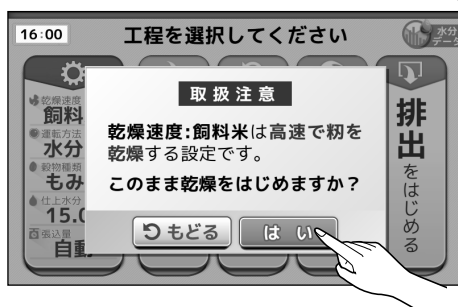 16:00
工程を選択してください
水分
データ
取扱注意
乾燥速度:飼料米は高速で籾を
乾燥する設定です。
このまま乾燥をはじめますか？
もどる
はい
乾燥速度
飼料
運転方法
水分
穀物種類
もみ
仕上水分
15.0
張込量
自動
排出をはじめる